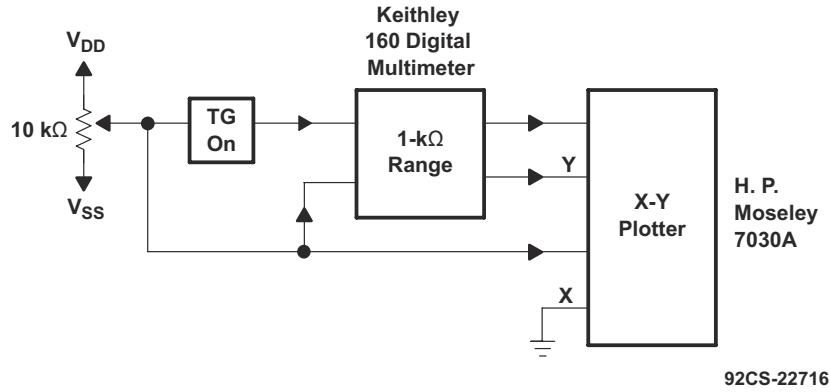 Keithley
160 Digital
Multimeter
V_DD
10 kΩ
V_SS
TG
On
1-kΩ
Range
Y
X
X-Y
Plotter
H. P.
Moseley
7030A
92CS-22716